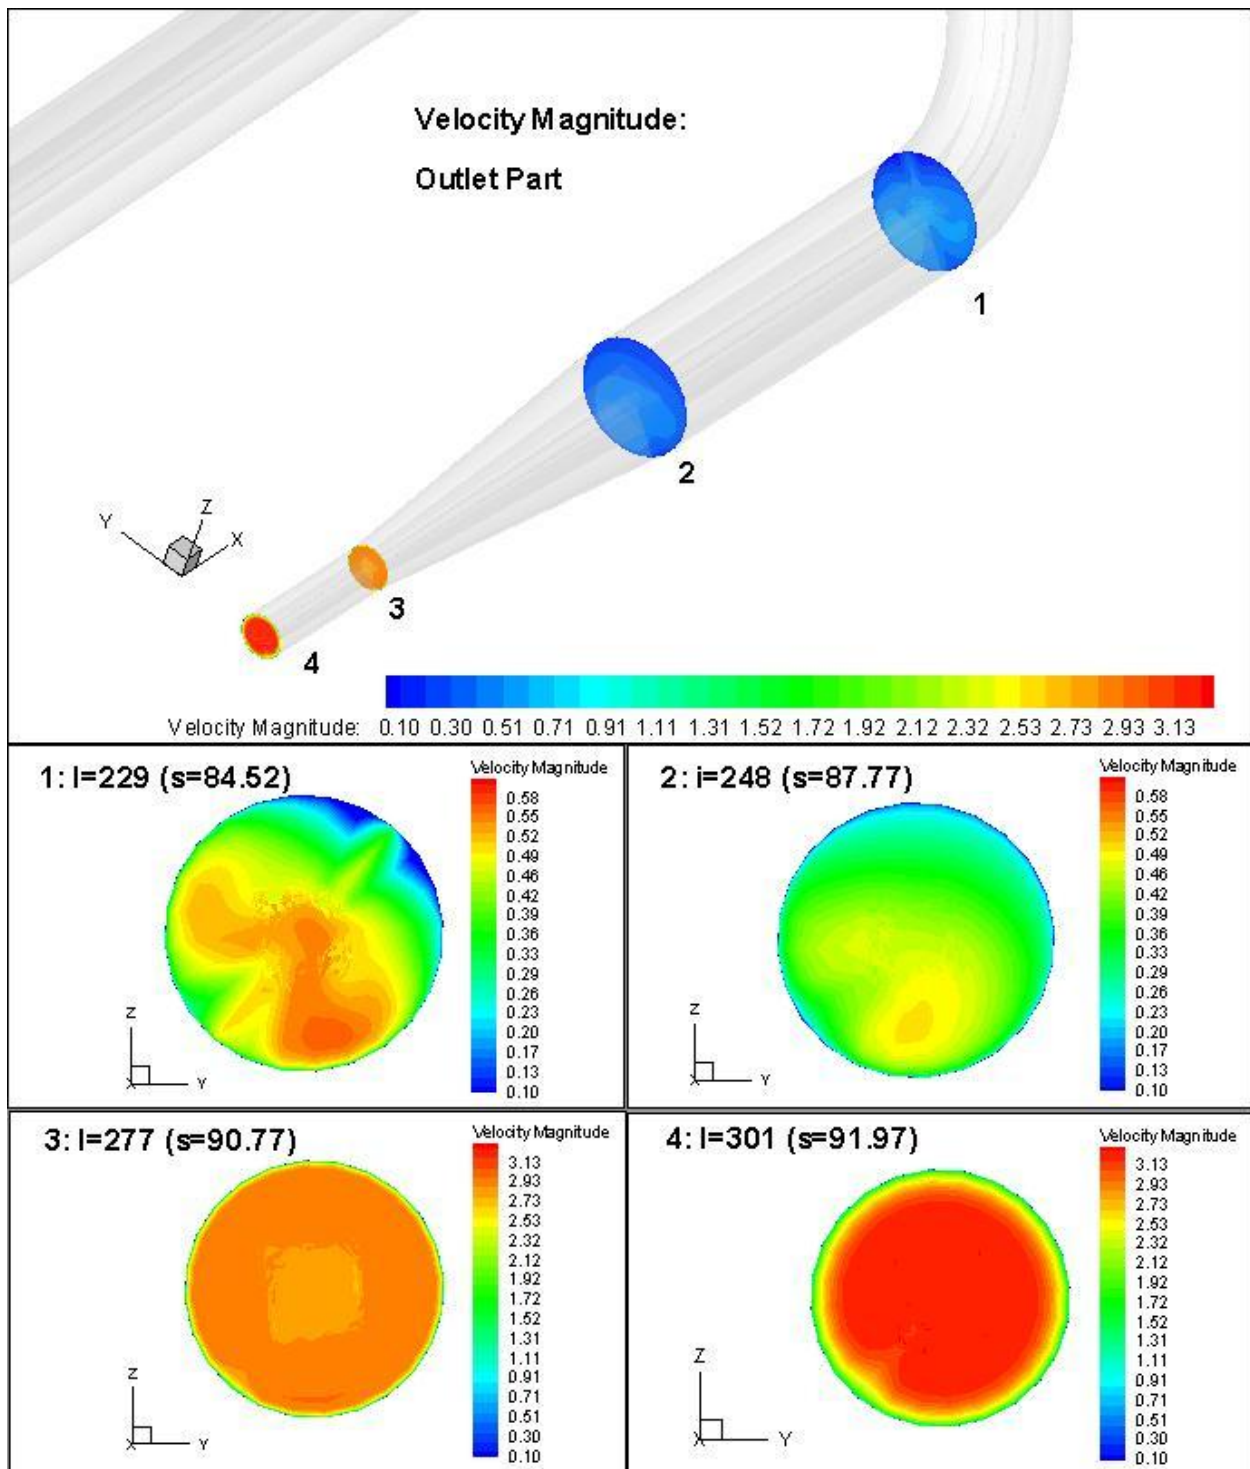 Velocity Magnitude:
Outlet Part
1
2
3
4
Y
Z
X
Velocity Magnitude: 0.10 0.30 0.51 0.71 0.91 1.11 1.31 1.52 1.72 1.92 2.12 2.32 2.53 2.73 2.93 3.13
1: I=229 (s=84.52)
Velocity Magnitude
0.58
0.55
0.52
0.49
0.46
0.42
0.39
0.36
0.33
0.29
0.26
0.23
0.20
0.17
0.13
0.10
Z
X
Y
2: i=248 (s=87.77)
Velocity Magnitude
0.58
0.55
0.52
0.49
0.46
0.42
0.39
0.36
0.33
0.29
0.26
0.23
0.20
0.17
0.13
0.10
Z
X
Y
3: I=277 (s=90.77)
Velocity Magnitude
3.13
2.93
2.73
2.53
2.32
2.12
1.92
1.72
1.52
1.31
1.11
0.91
0.71
0.51
0.30
0.10
Z
X
Y
4: I=301 (s=91.97)
Velocity Magnitude
3.13
2.93
2.73
2.53
2.32
2.12
1.92
1.72
1.52
1.31
1.11
0.91
0.71
0.51
0.30
0.10
Z
X
Y